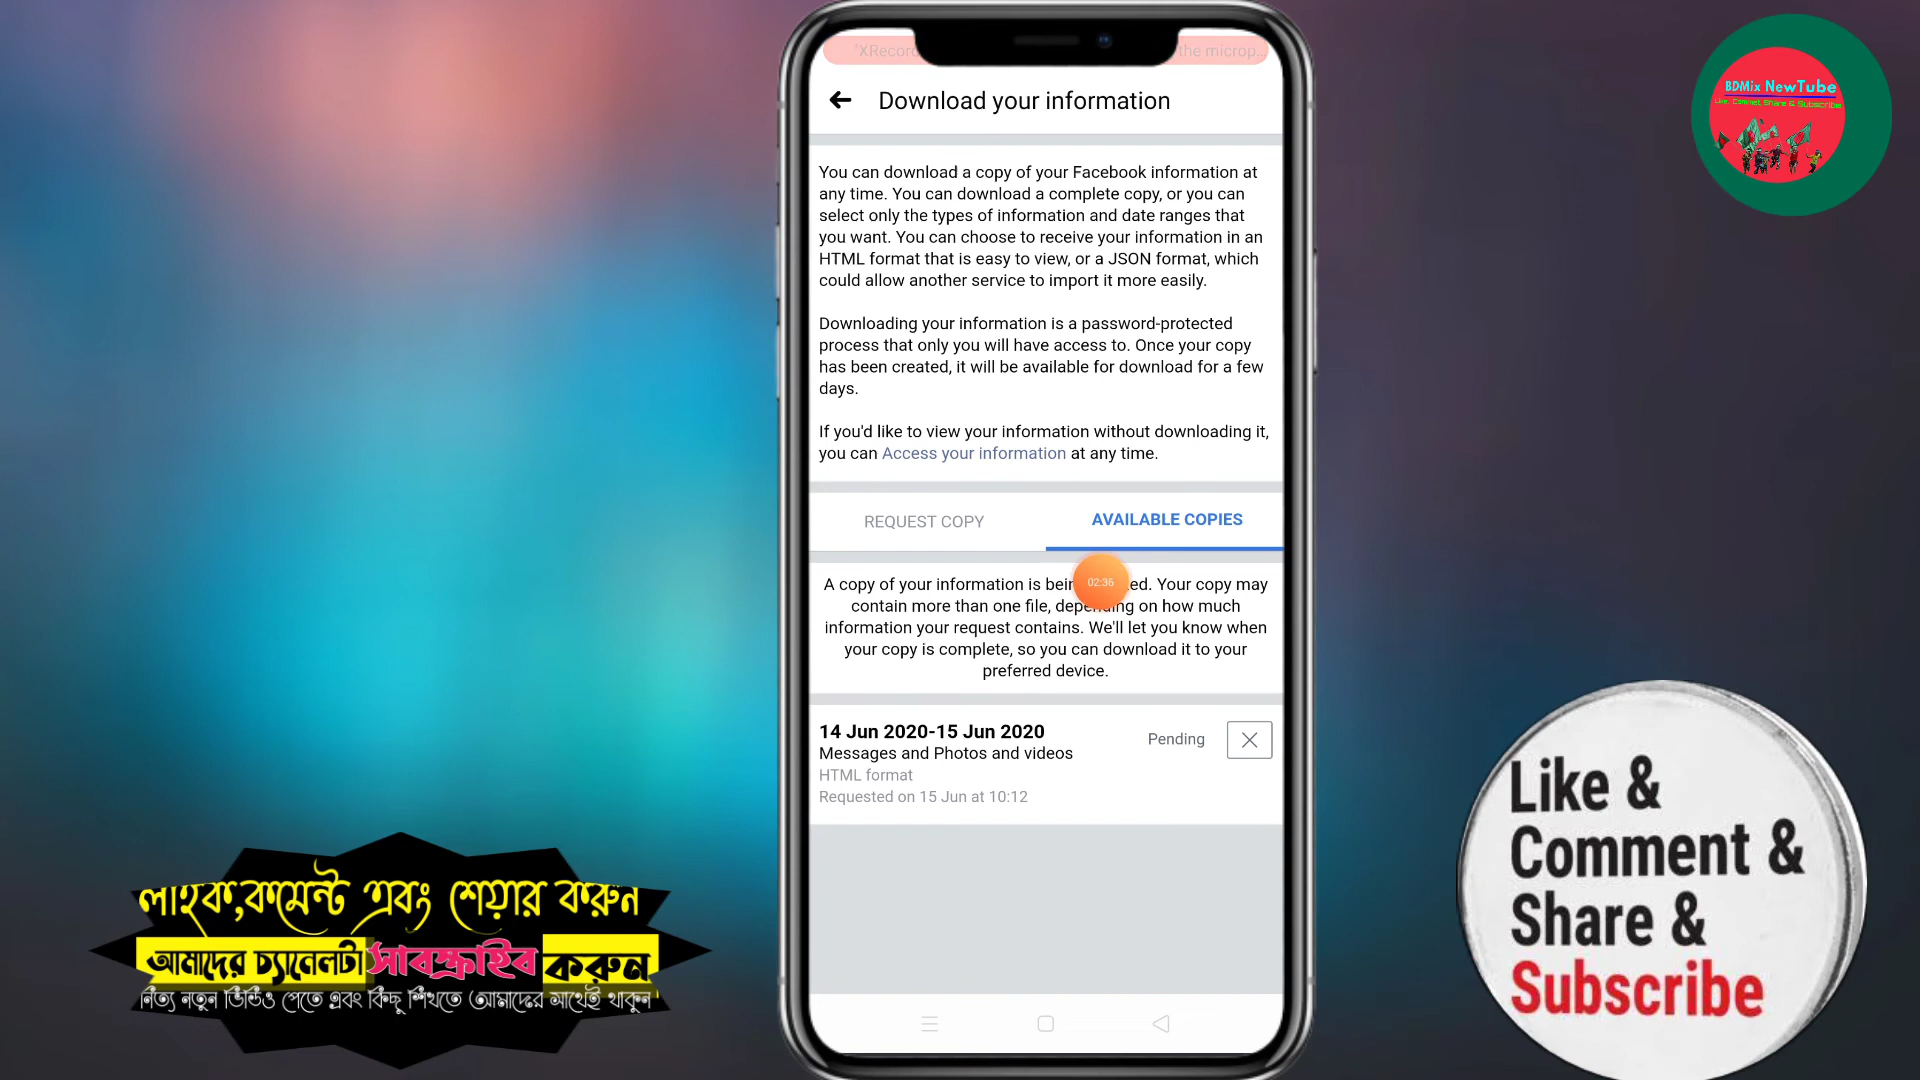 "XRecor
the microp...
Download your information
You can download a copy of your Facebook information at
any time. You can download a complete copy, or you can
select only the types of information and date ranges that
you want. You can choose to receive your information in an
HTML format that is easy to view, or a JSON format, which
could allow another service to import it more easily.
Downloading your information is a password-protected
process that only you will have access to. Once your copy
has been created, it will be available for download for a few
days.
If you'd like to view your information without downloading it,
you can Access your information at any time.
REQUEST COPY
AVAILABLE COPIES
A copy of your information is bein ed. Your copy may
02:36
contain more than one file, depending on how much
information your request contains. We'll let you know when
your copy is complete, so you can download it to your
preferred device.
14 Jun 2020-15 Jun 2020
Pending
Messages and Photos and videos
HTML format
Requested on 15 Jun at 10:12
BDMix NewTube
Like, Comment, Share & Subscribe
লাইক,কমেন্ট এবং শেয়ার করুন
আমাদের চ্যানেলটা সাবস্ক্রাইব করুন
নিত্য নতুন ভিডিও পেতে এবং কিছু শিখতে আমাদের সাথেই থাকুন
Like &
Comment &
Share &
Subscribe